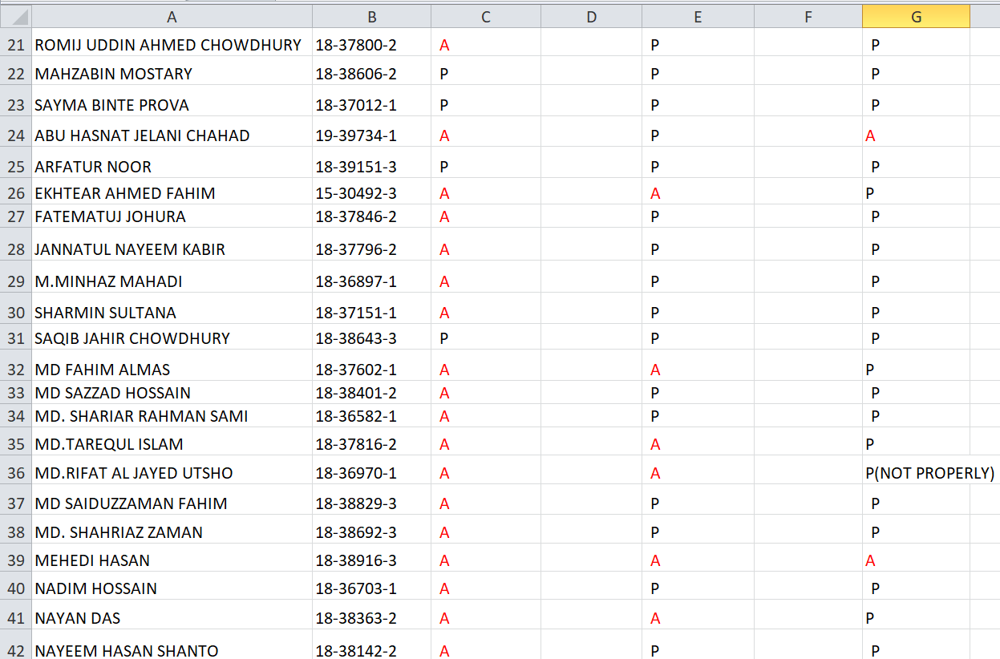 A B C D E F G
21 ROMIJ UDDIN AHMED CHOWDHURY 18-37800-2 A P P
22 MAHZABIN MOSTARY 18-38606-2 P P P
23 SAYMA BINTE PROVA 18-37012-1 P P P
24 ABU HASNAT JELANI CHAHAD 19-39734-1 A P A
25 ARFATUR NOOR 18-39151-3 P P P
26 EKHTEAR AHMED FAHIM 15-30492-3 A A P
27 FATEMATUJ JOHURA 18-37846-2 A P P
28 JANNATUL NAYEEM KABIR 18-37796-2 A P P
29 M.MINHAZ MAHADI 18-36897-1 A P P
30 SHARMIN SULTANA 18-37151-1 A P P
31 SAQIB JAHIR CHOWDHURY 18-38643-3 P P P
32 MD FAHIM ALMAS 18-37602-1 A A P
33 MD SAZZAD HOSSAIN 18-38401-2 A P P
34 MD. SHARIAR RAHMAN SAMI 18-36582-1 A P P
35 MD.TAREQUL ISLAM 18-37816-2 A A P
36 MD.RIFAT AL JAYED UTSHO 18-36970-1 A A P(NOT PROPERLY)
37 MD SAIDUZZAMAN FAHIM 18-38829-3 A P P
38 MD. SHAHRIAZ ZAMAN 18-38692-3 A P P
39 MEHEDI HASAN 18-38916-3 A A A
40 NADIM HOSSAIN 18-36703-1 A P P
41 NAYAN DAS 18-38363-2 A A P
42 NAYEEM HASAN SHANTO 18-38142-2 A P P